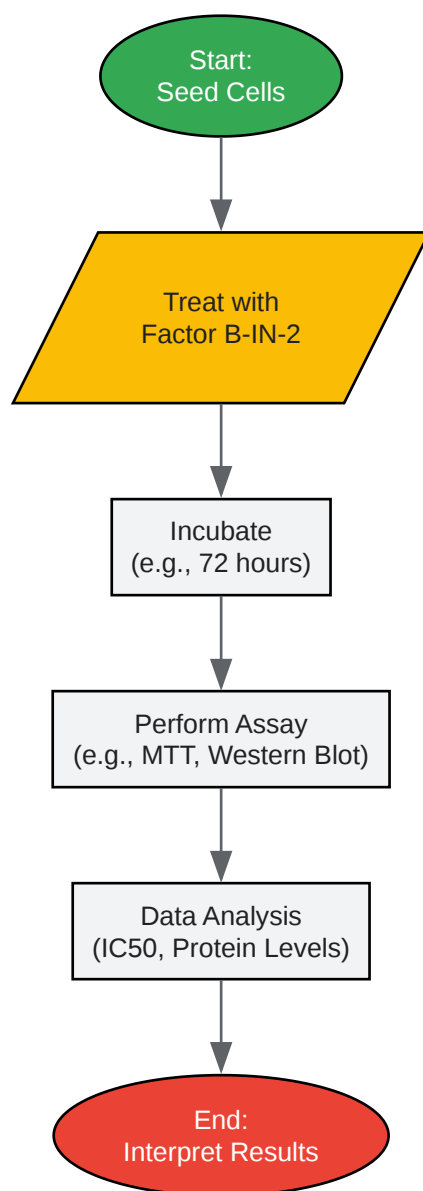 Start:
Seed Cells
Treat with
Factor B-IN-2
Incubate
(e.g., 72 hours)
Perform Assay
(e.g., MTT, Western Blot)
Data Analysis
(IC50, Protein Levels)
End:
Interpret Results